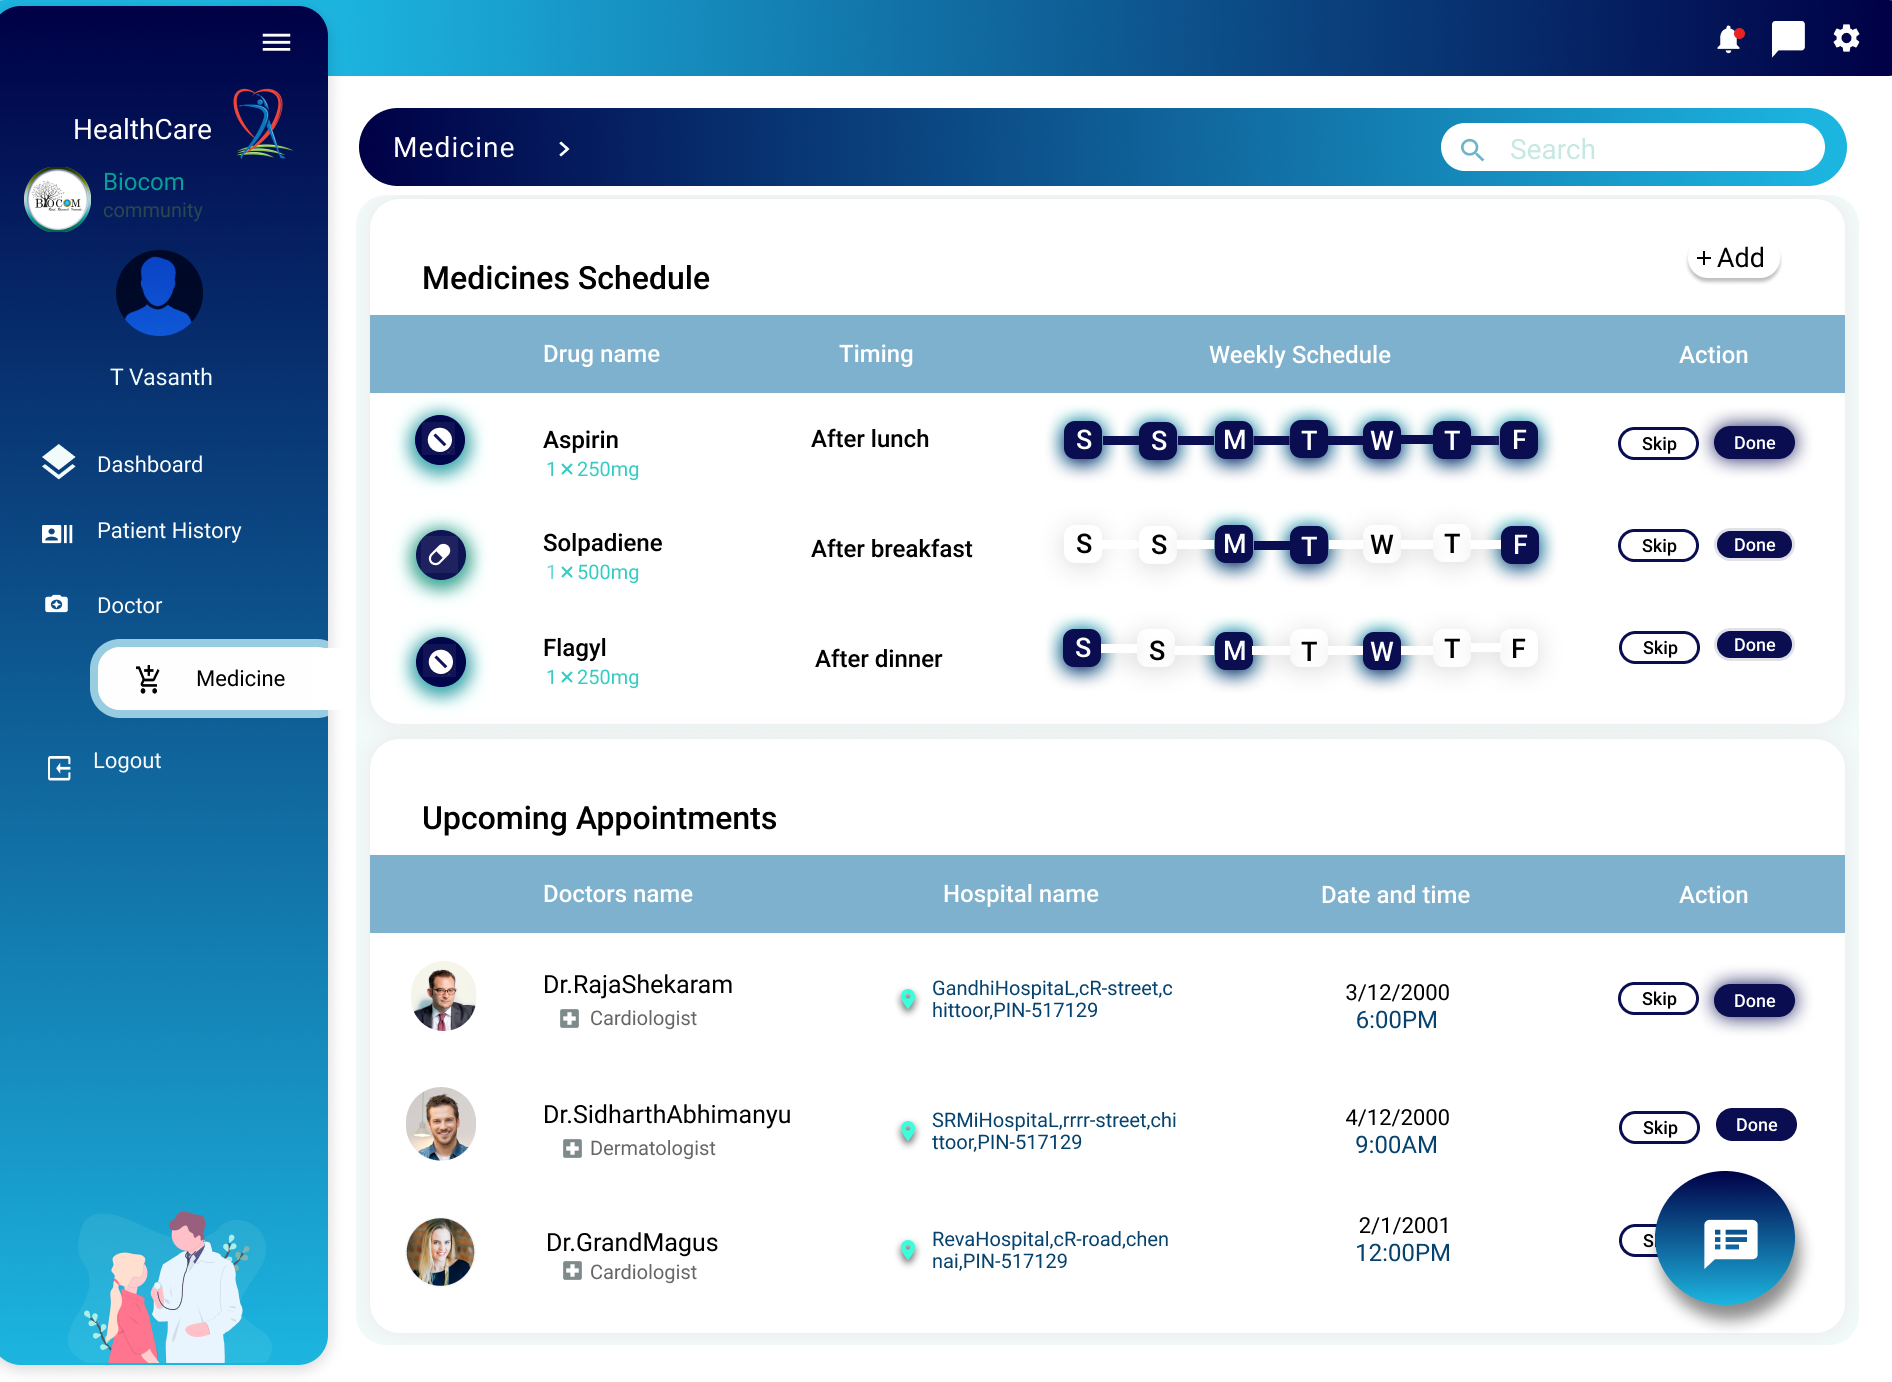 HealthCare
BIOCOM
Biocom
community
T Vasanth
Dashboard
Patient History
Doctor
Medicine
Logout
Medicine >
Search
Medicines Schedule
+ Add
Drug name Timing Weekly Schedule Action
Aspirin After lunch S S M T W T F Skip Done
1×250mg
Solpadiene After breakfast S S M T W T F Skip Done
1×500mg
Flagyl After dinner S S M T W T F Skip Done
1×250mg
Upcoming Appointments
Doctors name Hospital name Date and time Action
Dr.RajaShekaram
Cardiologist
GandhiHospitaL,cR-street,c
hittoor,PIN-517129
3/12/2000
6:00PM
Skip Done
Dr.SidharthAbhimanyu
Dermatologist
SRMiHospitaL,rrrr-street,chi
ttoor,PIN-517129
4/12/2000
9:00AM
Skip Done
Dr.GrandMagus
Cardiologist
RevaHospital,cR-road,chen
nai,PIN-517129
2/1/2001
12:00PM